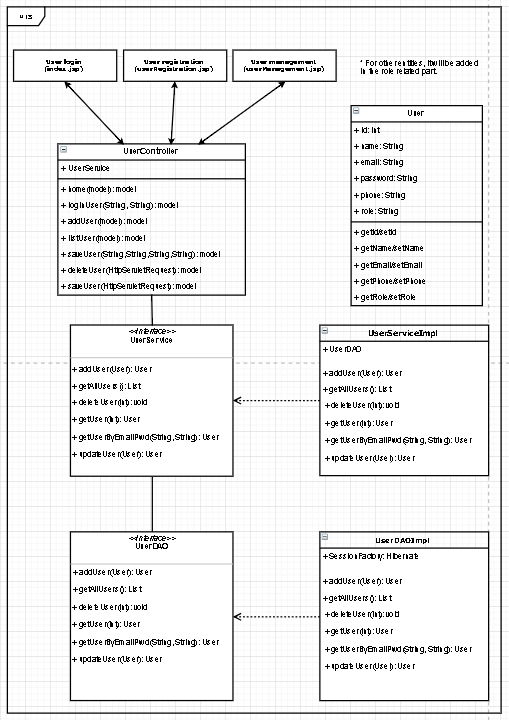 User login
(index.jsp)
User registration
(userRegistration.jsp)
User management
(userManagement.jsp)
* For other entites, it will be added
in the role related part.
UserController
+ UserService
+ home(model): model
+ loginUser(String, String): model
+ addUser(model): model
+ listUser(model): model
+ saveUser(String,String,String,String): model
+ deleteUser(HttpServletRequest): model
+ saveUser(HttpServletRequest): model
User
+ id: int
+ name: String
+ email: String
+ password: String
+ phone: String
+ role: String
+ getId/setId
+ getName/setName
+ getEmail/setEmail
+ getPhone/setPhone
+ getRole/setRole
<<Interface>>
UserService
+ addUser(User): User
+ getAllUsers(): List
+ deleteUser(int): void
+ getUser(int): User
+ getUserByEmailPwd(String,String): User
+ updateUser(User): User
UserServiceImpl
+ UserDAO
+ addUser(User): User
+ getAllUsers(): List
+ deleteUser(int): void
+ getUser(int): User
+ getUserByEmailPwd(String,String): User
+ updateUser(User): User
<<Interface>>
UserDAO
+ addUser(User): User
+ getAllUsers(): List
+ deleteUser(int): void
+ getUser(int): User
+ getUserByEmailPwd(String,String): User
+ updateUser(User): User
UserDAOImpl
+ SessionFactory: Hibernate
+ addUser(User): User
+ getAllUsers(): List
+ deleteUser(int): void
+ getUser(int): User
+ getUserByEmailPwd(String,String): User
+ updateUser(User): User